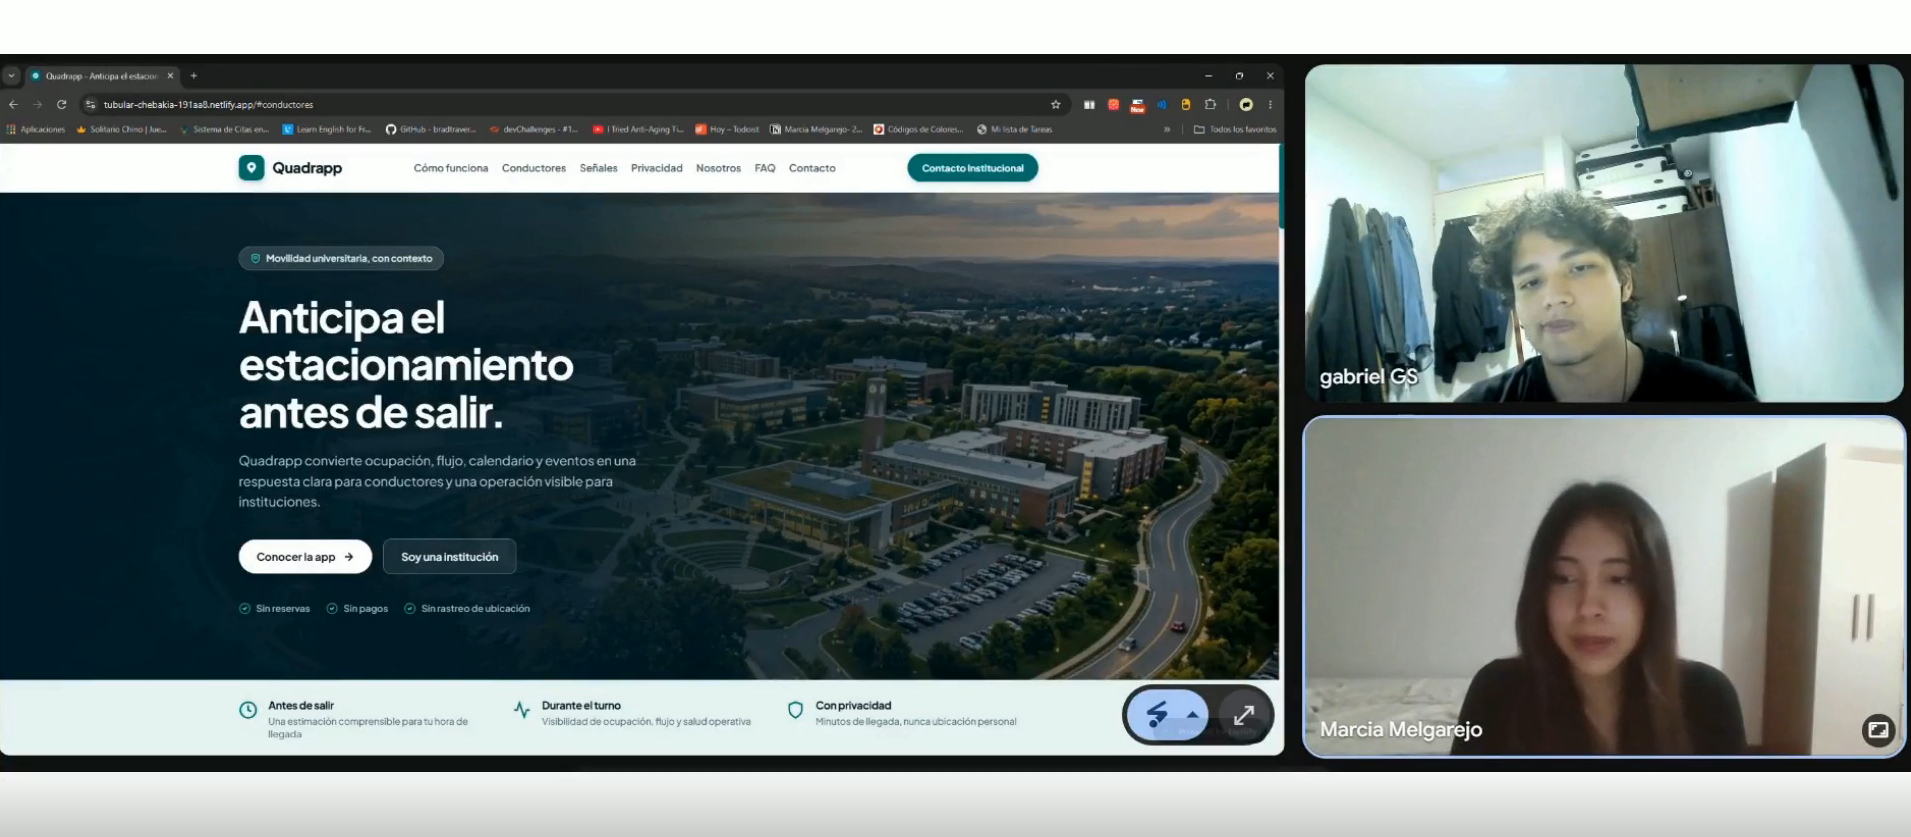 Quadrapp - Anticipa el estacion
tubular-chebakia-191aa8.netlify.app/#conductores
Aplicaciones
Solitario Chino | Jue...
Sistema de Citas en...
Learn English for Fr...
GitHub - bradtraver...
devChallenges - #1...
I Tried Anti-Aging Ti...
Hoy – Todoist
Marcia Melgarejo- 2...
Códigos de Colores...
Mi lista de Tareas
»
Todos los favoritos
New
Quadrapp
Cómo funciona
Conductores
Señales
Privacidad
Nosotros
FAQ
Contacto
Contacto Institucional
Movilidad universitaria, con contexto
Anticipa el
estacionamiento
antes de salir.
Quadrapp convierte ocupación, flujo, calendario y eventos en una
respuesta clara para conductores y una operación visible para
instituciones.
Conocer la app →
Soy una institución
Sin reservas
Sin pagos
Sin rastreo de ubicación
Antes de salir
Una estimación comprensible para tu hora de
llegada
Durante el turno
Visibilidad de ocupación, flujo y salud operativa
Con privacidad
Minutos de llegada, nunca ubicación personal
gabriel GS
Marcia Melgarejo